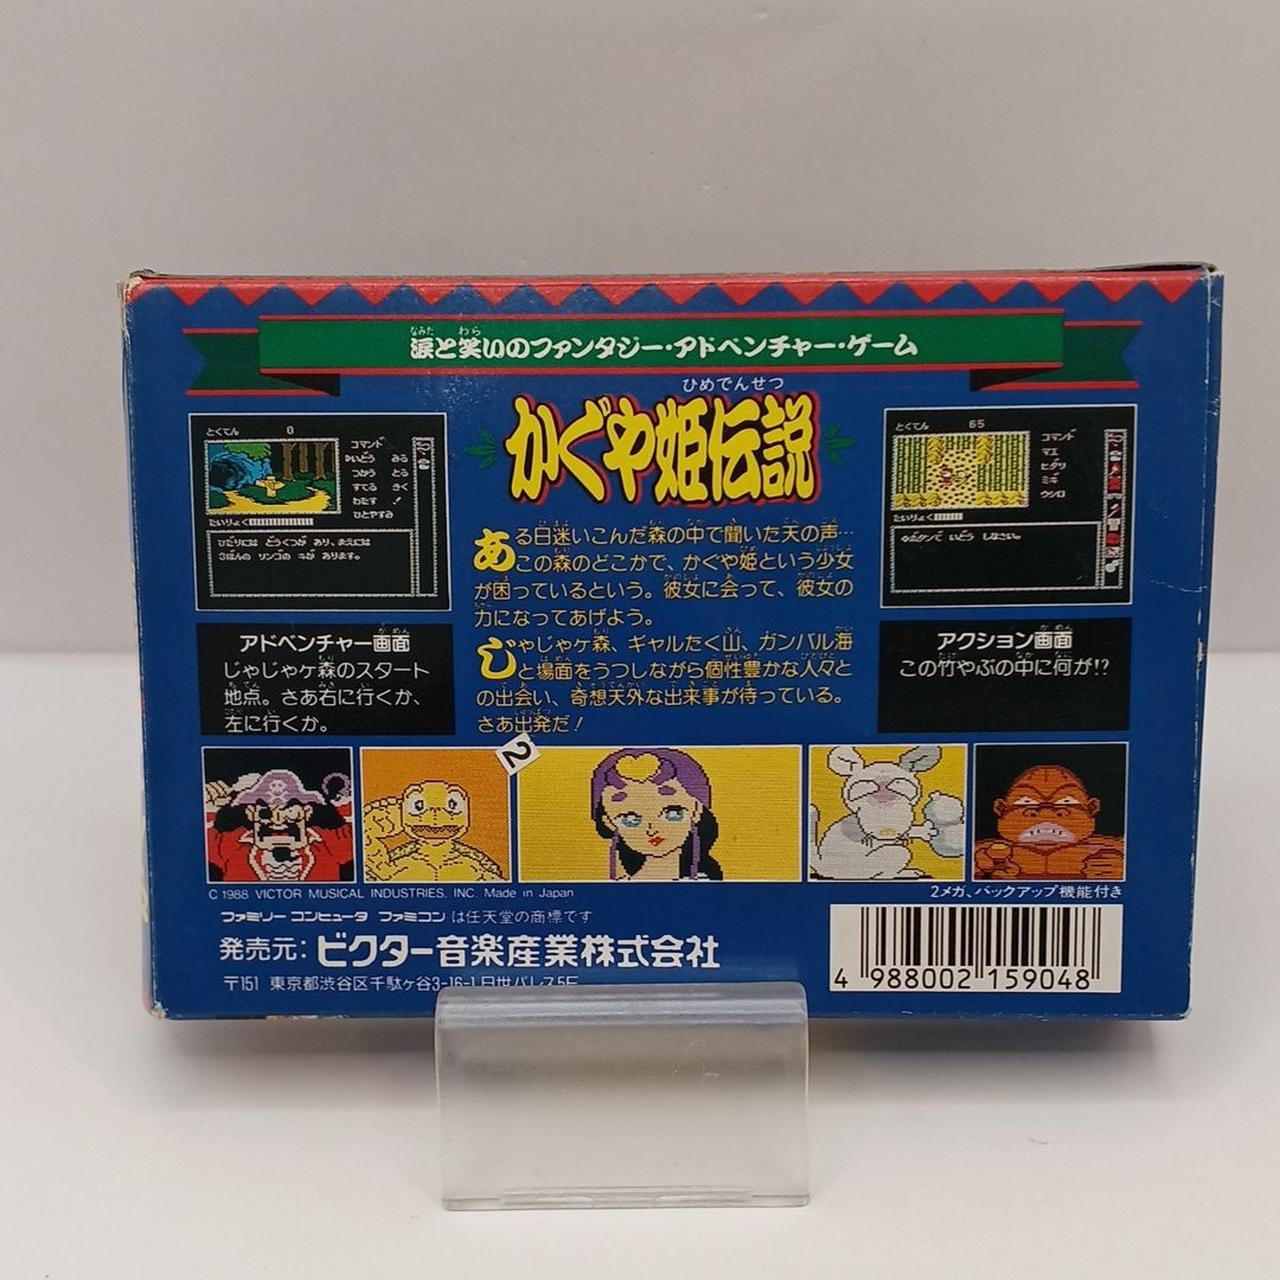 涙と笑いのファンタジー・アドベンチャー・ゲーム
かぐや姫伝説
ひめでんせつ
とくてん 0
コマンド
いどう みる
つかう とる
すてる きく
わたす !
ひとやすみ
たいりょく
ひだりには どうくつが あり、まえには
3ぼんの リンゴの キが あります。
アドベンチャー画面
じゃじゃヶ森のスタート
地点。さあ右に行くか、
左に行くか。
ある日迷いこんだ森の中で聞いた天の声…
この森のどこかで、かぐや姫という少女
が困っているという。彼女に会って、彼女の
力になってあげよう。
じゃじゃヶ森、ギャルたく山、ガンバル海
と場面をうつしながら個性豊かな人々と
の出会い、奇想天外な出来事が待っている。
さあ出発だ!
とくてん 65
コマンド
マエ
ヒダリ
ミギ
ウシロ
たいりょく
いどう しなさい。
アクション画面
この竹やぶの中に何が!?
2
C 1988 VICTOR MUSICAL INDUSTRIES, INC. Made in Japan
2メガ、バックアップ機能付き
ファミリーコンピュータ ファミコン は任天堂の商標です
発売元:ビクター音楽産業株式会社
〒151 東京都渋谷区千駄ヶ谷3-16-1 日世パレス5F
4 988002 159048